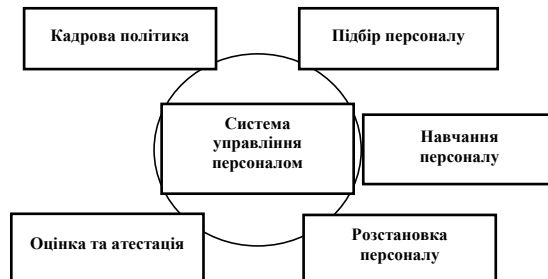 Кадрова політика
Підбір персоналу
Система
управління
персоналом
Навчання
персоналу
Оцінка та атестація
Розстановка
персоналу